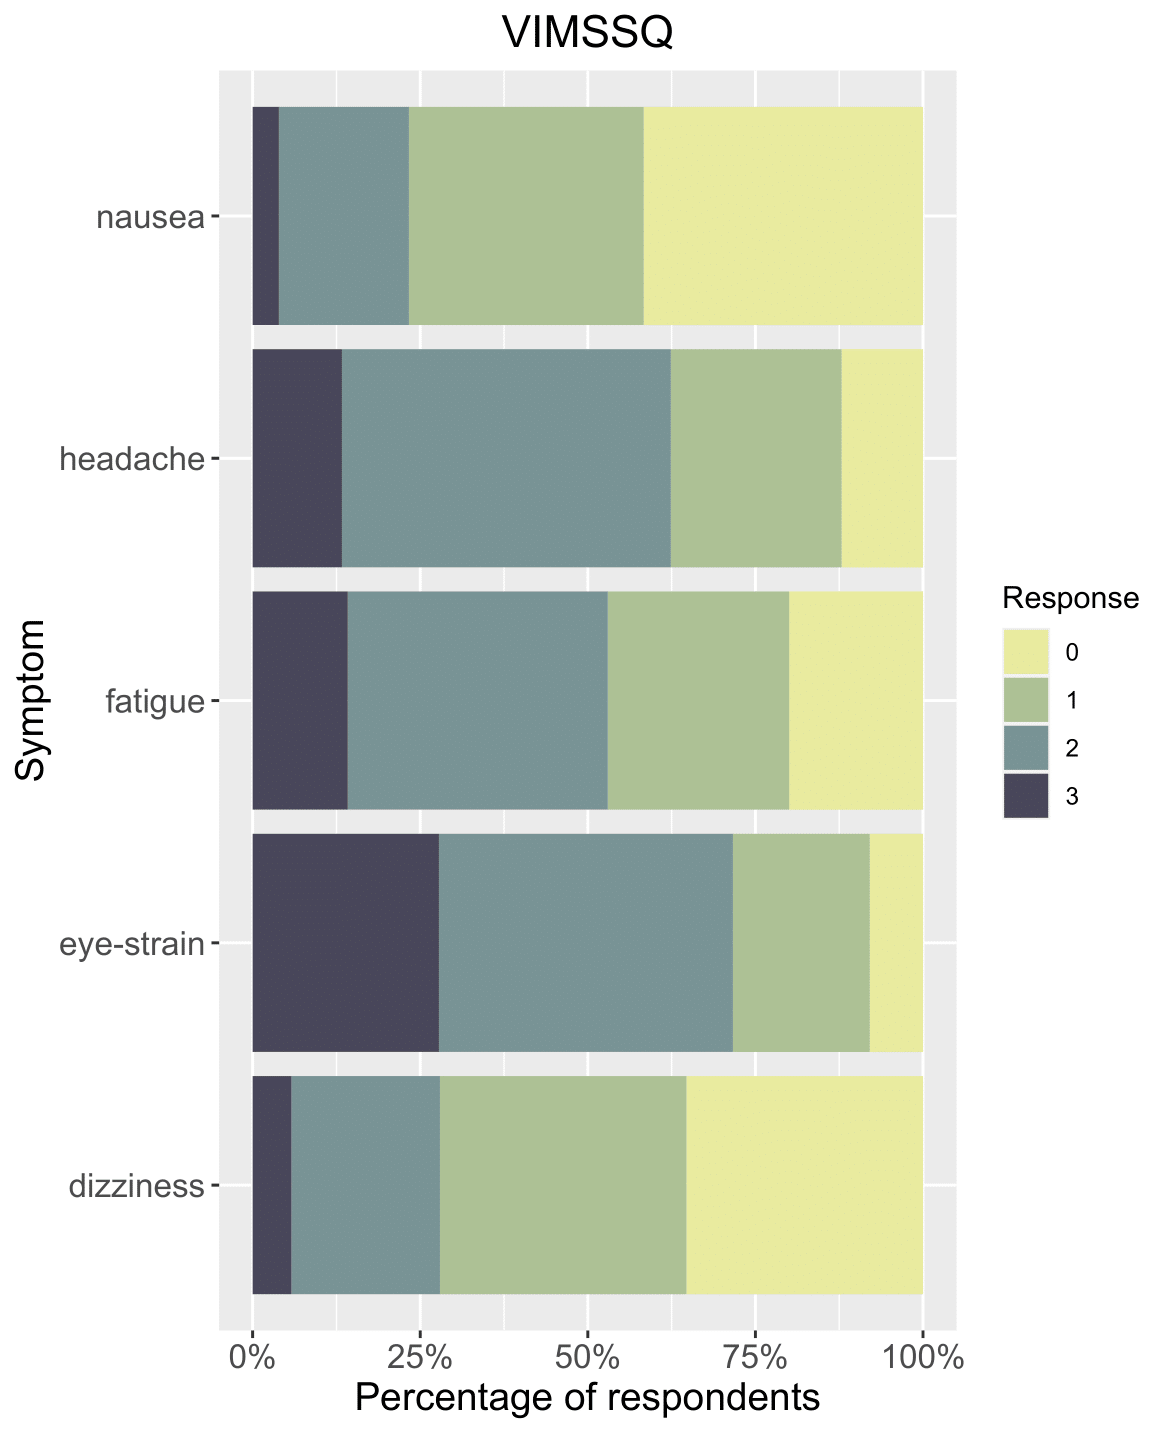 VIMSSQ
nausea
headache
fatigue
eye-strain
dizziness
Symptom
0% 25% 50% 75% 100%
Percentage of respondents
Response
0
1
2
3